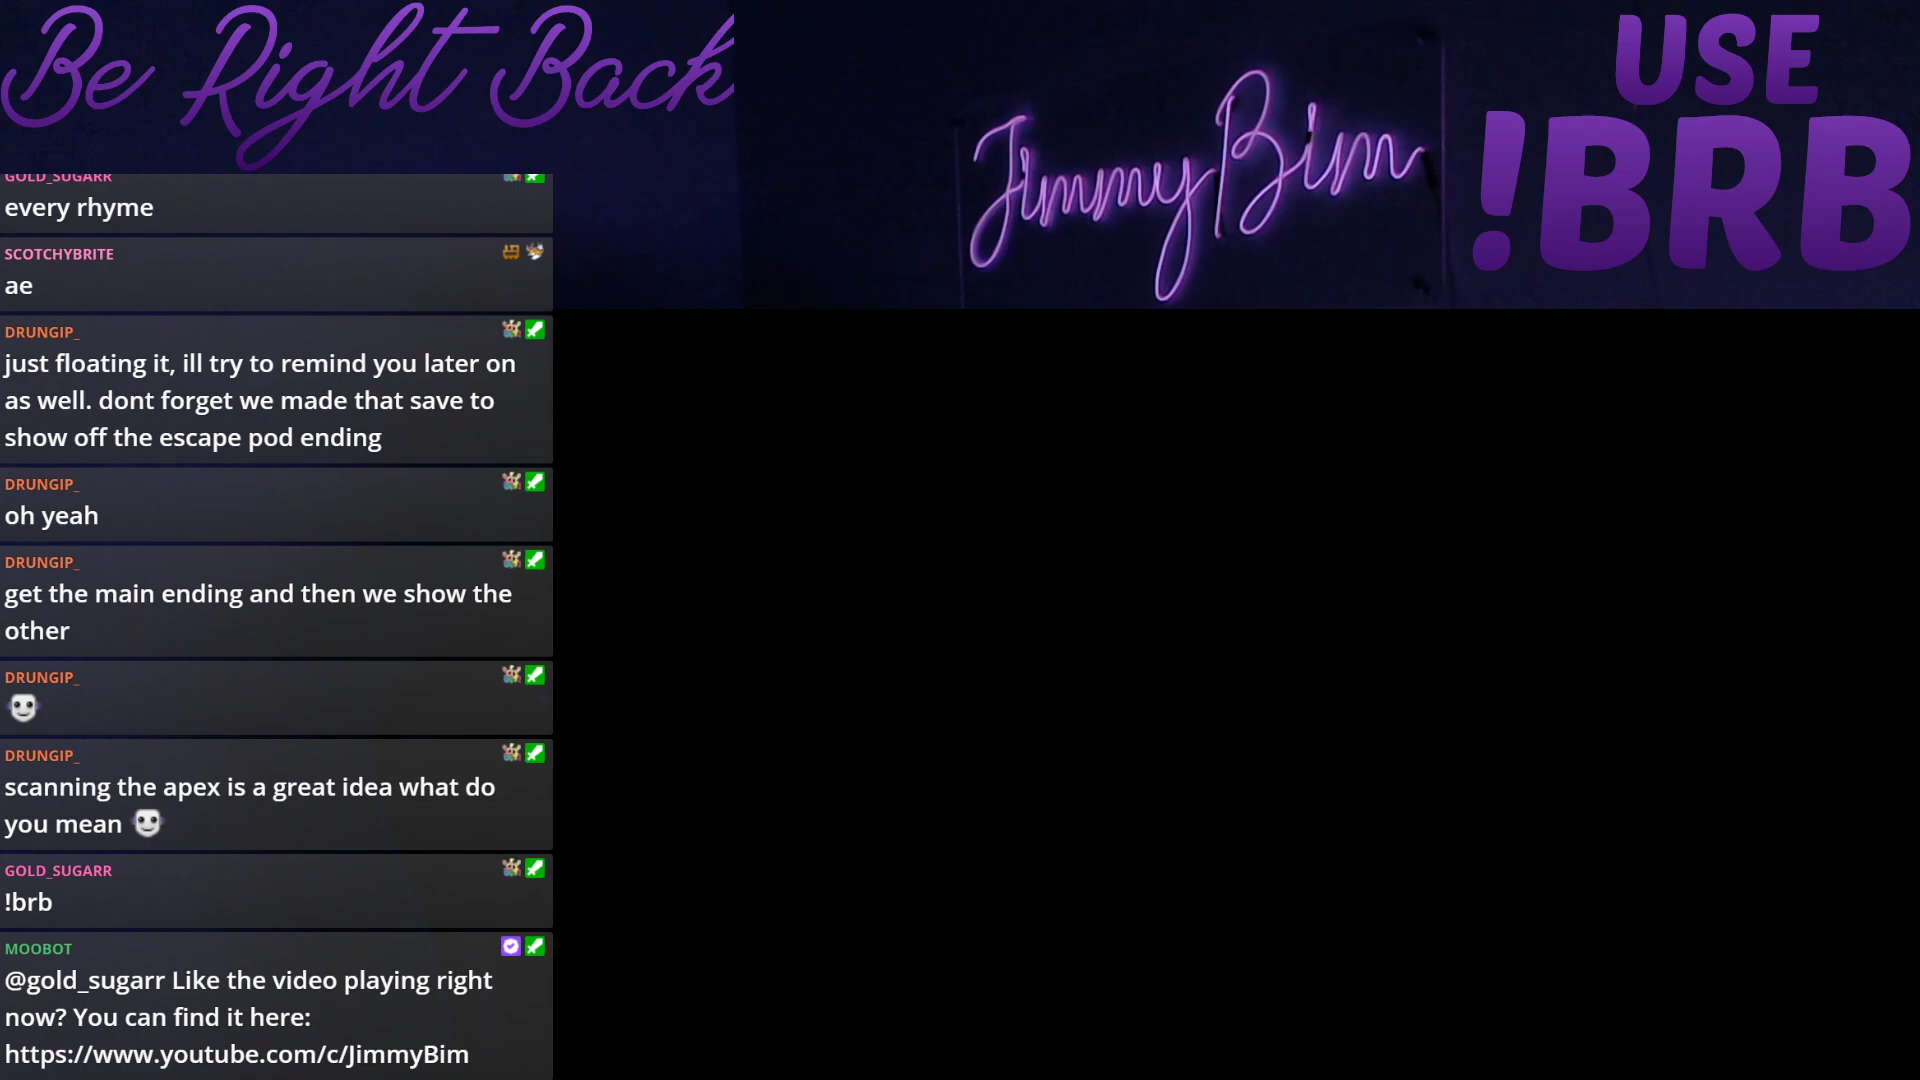 Be Right Back
JimmyBim
USE
!BRB
GOLD_SUGARR
every rhyme
SCOTCHYBRITE
ae
DRUNGIP_
just floating it, ill try to remind you later on
as well. dont forget we made that save to
show off the escape pod ending
DRUNGIP_
oh yeah
DRUNGIP_
get the main ending and then we show the
other
DRUNGIP_
DRUNGIP_
scanning the apex is a great idea what do
you mean
GOLD_SUGARR
!brb
MOOBOT
@gold_sugarr Like the video playing right
now? You can find it here:
https://www.youtube.com/c/JimmyBim